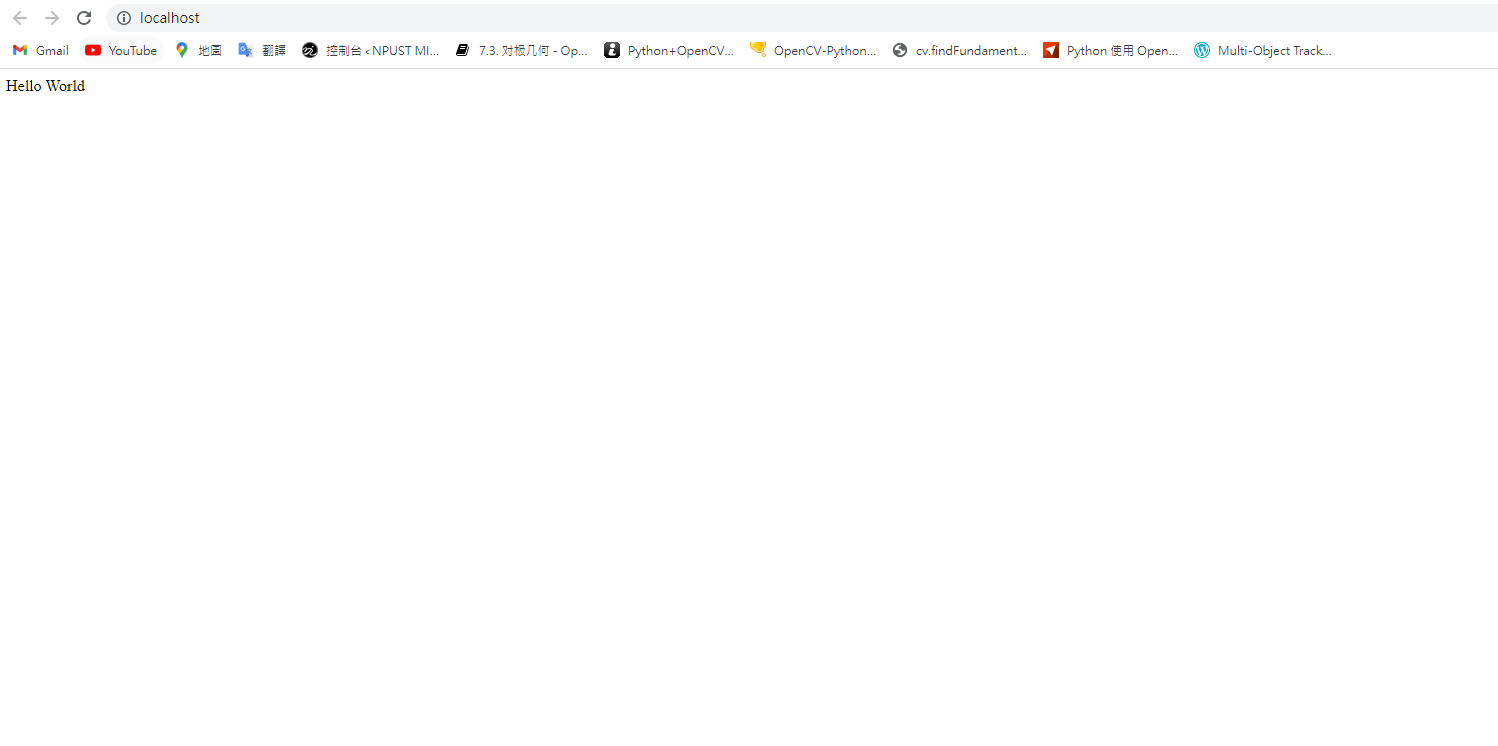 localhost
Gmail YouTube 地圖 翻譯 控制台 ‹ NPUST MI... 7.3. 对极几何 - Op... Python+OpenCV... OpenCV-Python... cv.findFundament... Python 使用 Open... Multi-Object Track...
Hello World